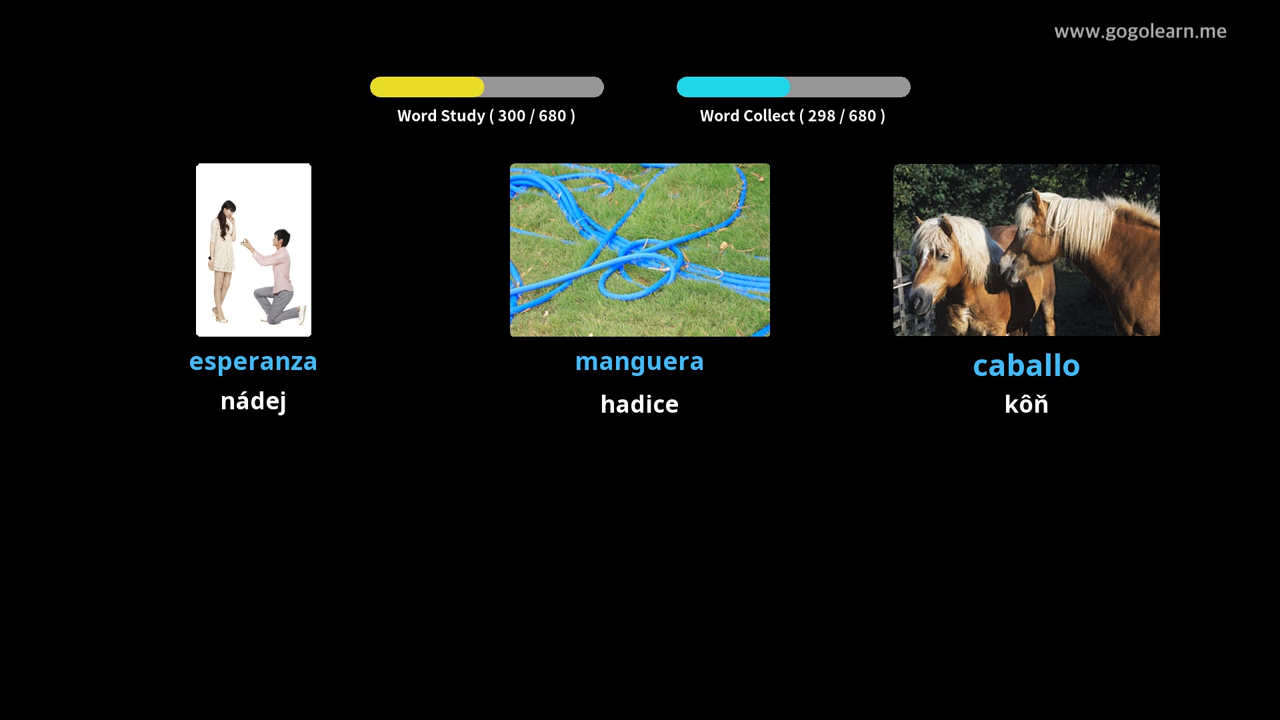 www.gogolearn.me
Word Study ( 300 / 680 )
Word Collect ( 298 / 680 )
esperanza
nádej
manguera
hadice
caballo
kôň